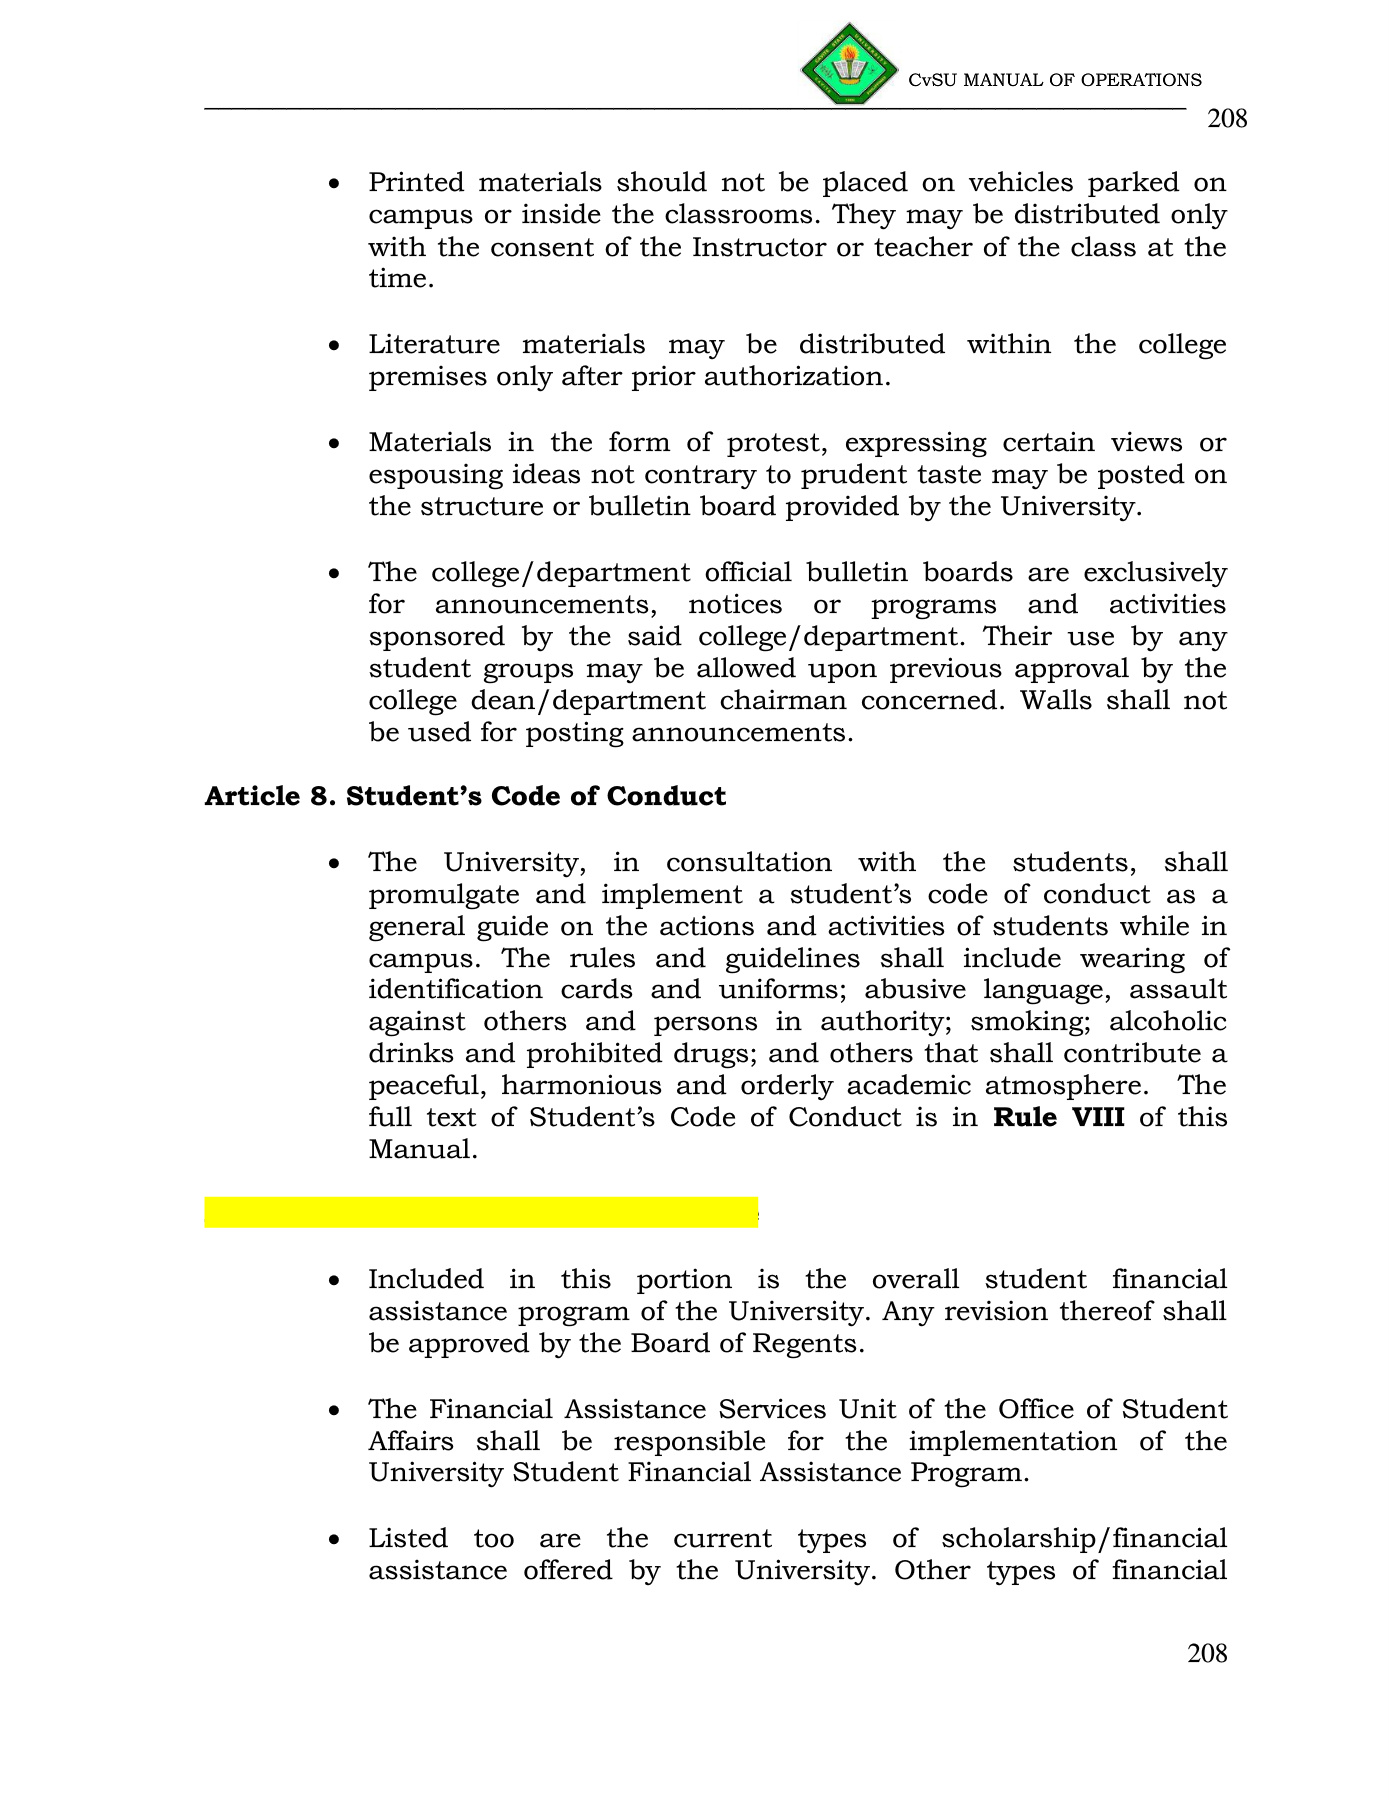 CvSU MANUAL OF OPERATIONS
208
• Printed materials should not be placed on vehicles parked on
campus or inside the classrooms. They may be distributed only
with the consent of the Instructor or teacher of the class at the
time.
• Literature materials may be distributed within the college
premises only after prior authorization.
• Materials in the form of protest, expressing certain views or
espousing ideas not contrary to prudent taste may be posted on
the structure or bulletin board provided by the University.
• The college/department official bulletin boards are exclusively
for announcements, notices or programs and activities
sponsored by the said college/department. Their use by any
student groups may be allowed upon previous approval by the
college dean/department chairman concerned. Walls shall not
be used for posting announcements.
Article 8. Student’s Code of Conduct
• The University, in consultation with the students, shall
promulgate and implement a student’s code of conduct as a
general guide on the actions and activities of students while in
campus. The rules and guidelines shall include wearing of
identification cards and uniforms; abusive language, assault
against others and persons in authority; smoking; alcoholic
drinks and prohibited drugs; and others that shall contribute a
peaceful, harmonious and orderly academic atmosphere. The
full text of Student’s Code of Conduct is in Rule VIII of this
Manual.
• Included in this portion is the overall student financial
assistance program of the University. Any revision thereof shall
be approved by the Board of Regents.
• The Financial Assistance Services Unit of the Office of Student
Affairs shall be responsible for the implementation of the
University Student Financial Assistance Program.
• Listed too are the current types of scholarship/financial
assistance offered by the University. Other types of financial
208